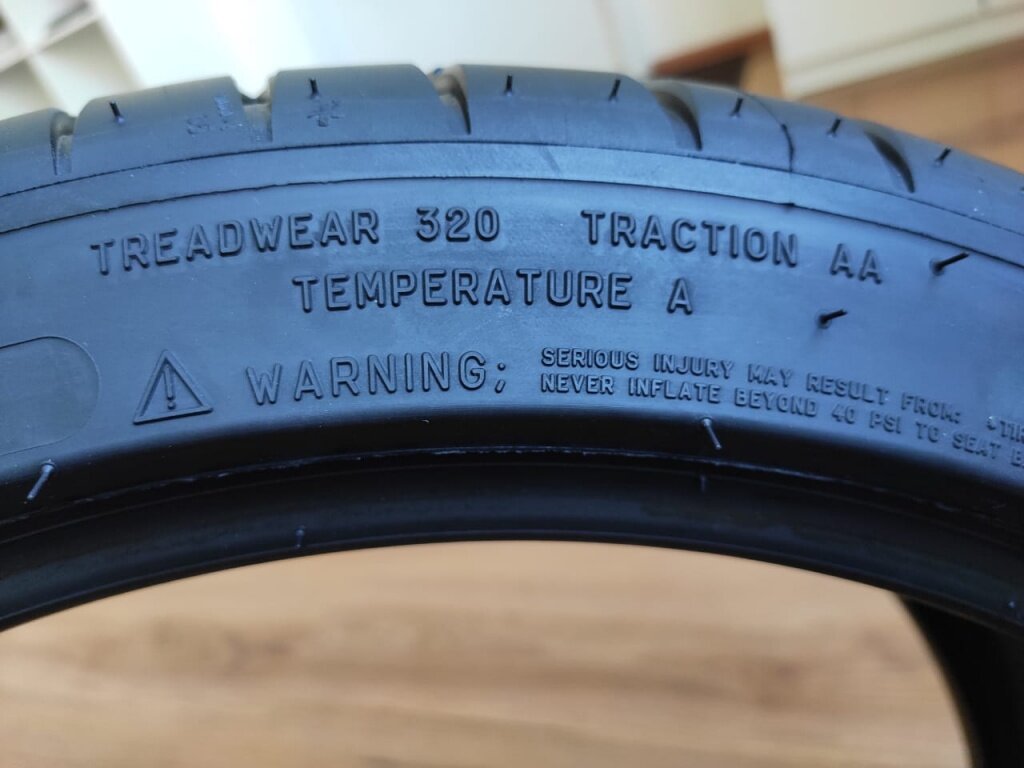 TREADWEAR 320 TRACTION AA
TEMPERATURE A
WARNING;
SERIOUS INJURY MAY RESULT FROM:
NEVER INFLATE BEYOND 40 PSI TO SEAT